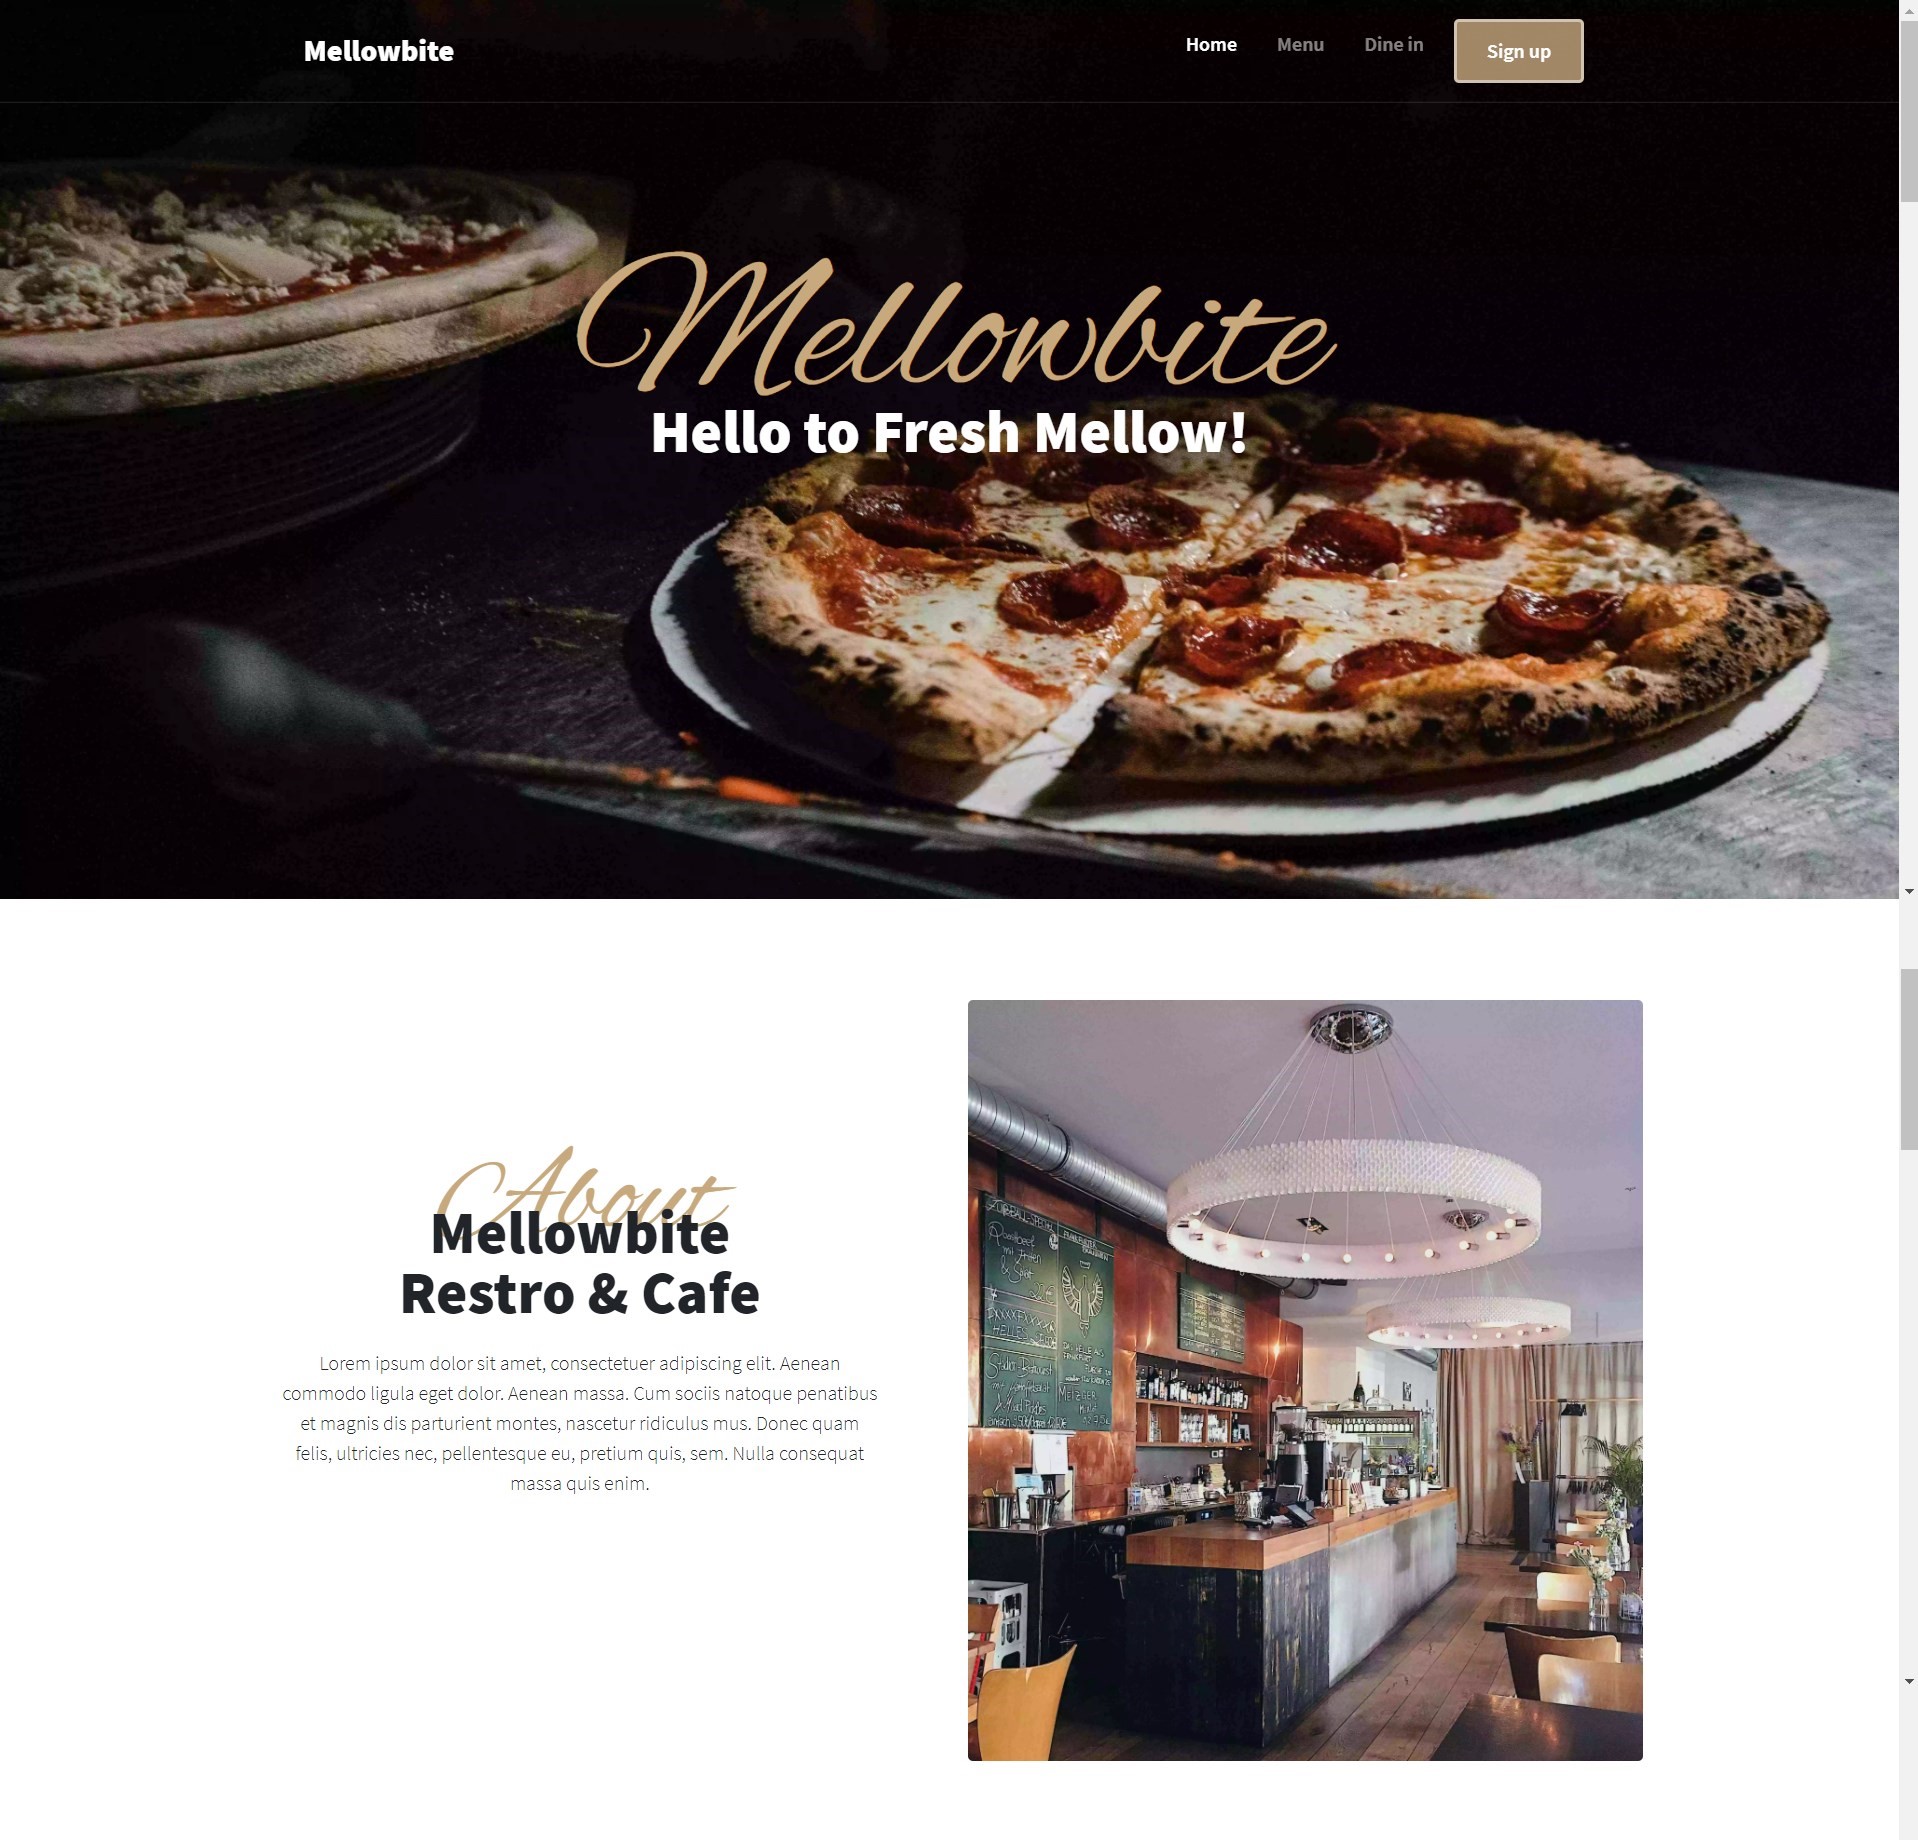 Mellowbite
Home Menu Dine in Sign up
Mellowbite
Hello to Fresh Mellow!
About
Mellowbite
Restro & Cafe
Lorem ipsum dolor sit amet, consectetuer adipiscing elit. Aenean
commodo ligula eget dolor. Aenean massa. Cum sociis natoque penatibus
et magnis dis parturient montes, nascetur ridiculus mus. Donec quam
felis, ultricies nec, pellentesque eu, pretium quis, sem. Nulla consequat
massa quis enim.
HELLES
METZGER